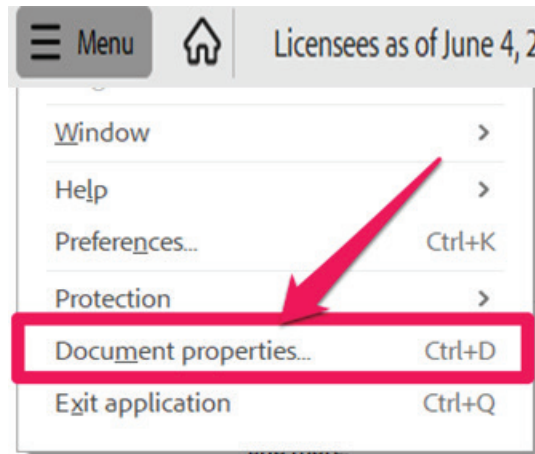 Menu
Licensees as of June 4, 2
Window
Help
Preferences... Ctrl+K
Protection
Document properties... Ctrl+D
Exit application Ctrl+Q